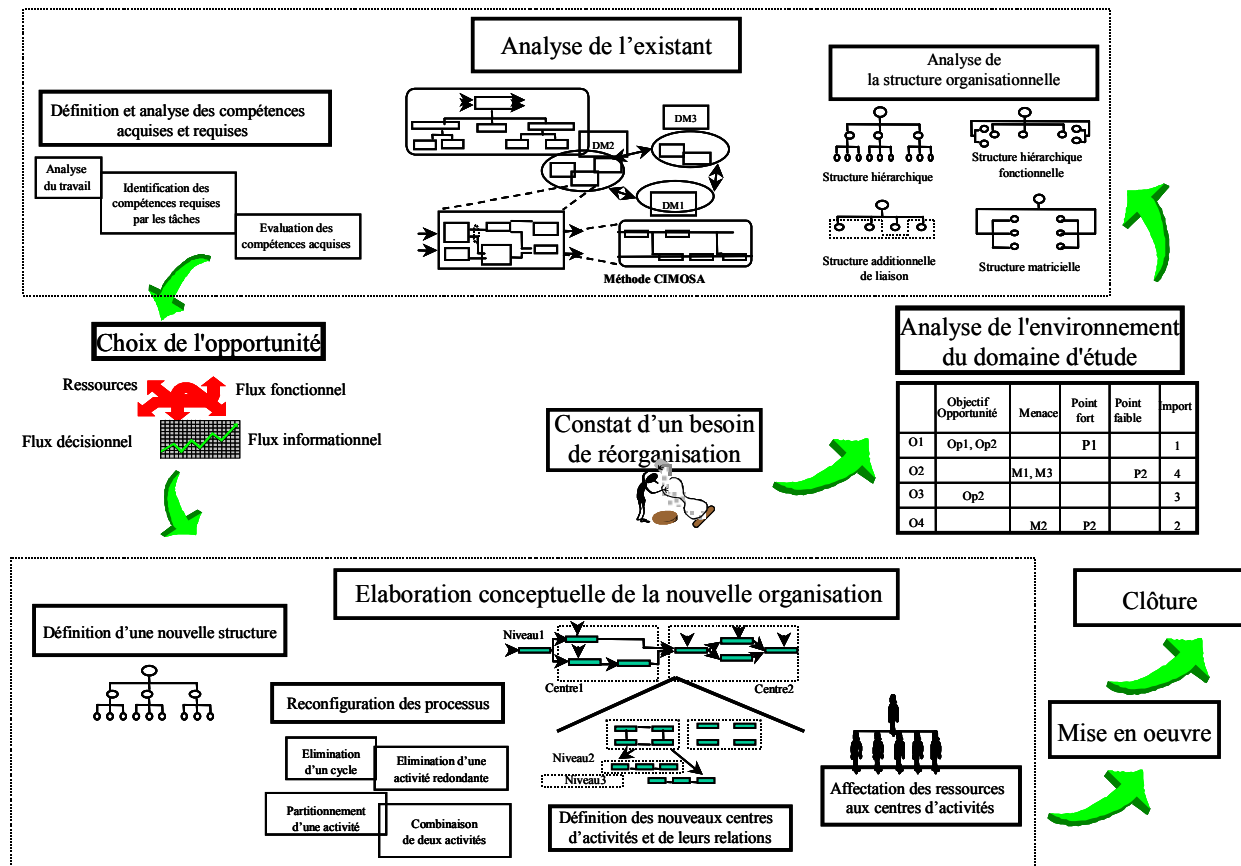 Analyse de l’existant
Analyse de
la structure organisationnelle
Définition et analyse des compétences
acquises et requises
Analyse
du travail
Identification des
compétences requises
par les tâches
Evaluation des
compétences acquises
DM3
DM2
DM1
Méthode CIMOSA
Structure hiérarchique
Structure hiérarchique
fonctionnelle
Structure additionnelle
de liaison
Structure matricielle
Choix de l'opportunité
Ressources
Flux fonctionnel
Flux décisionnel
Flux informationnel
Constat d’un besoin
de réorganisation
Analyse de l'environnement
du domaine d'étude
Objectif
Opportunité
Menace
Point
fort
Point
faible
Import
O1 Op1, Op2 P1 1
O2 M1, M3 P2 4
O3 Op2 3
O4 M2 P2 2
Elaboration conceptuelle de la nouvelle organisation
Définition d’une nouvelle structure
Niveau1
Centre1
Centre2
Reconfiguration des processus
Elimination
d’un cycle
Elimination d’une
activité redondante
Partitionnement
d’une activité
Combinaison
de deux activités
Niveau2
Niveau3
Définition des nouveaux centres
d’activités et de leurs relations
Affectation des ressources
aux centres d’activités
Clôture
Mise en oeuvre